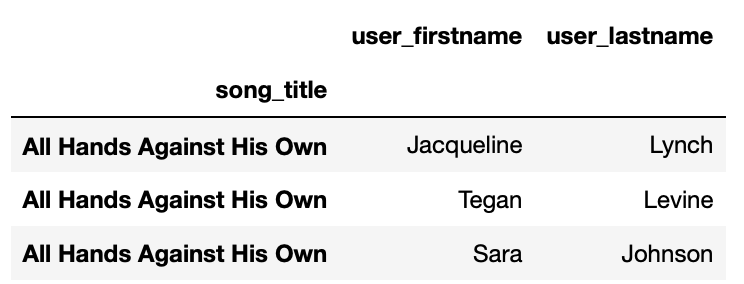 user_firstname user_lastname
song_title
All Hands Against His Own Jacqueline Lynch
All Hands Against His Own Tegan Levine
All Hands Against His Own Sara Johnson